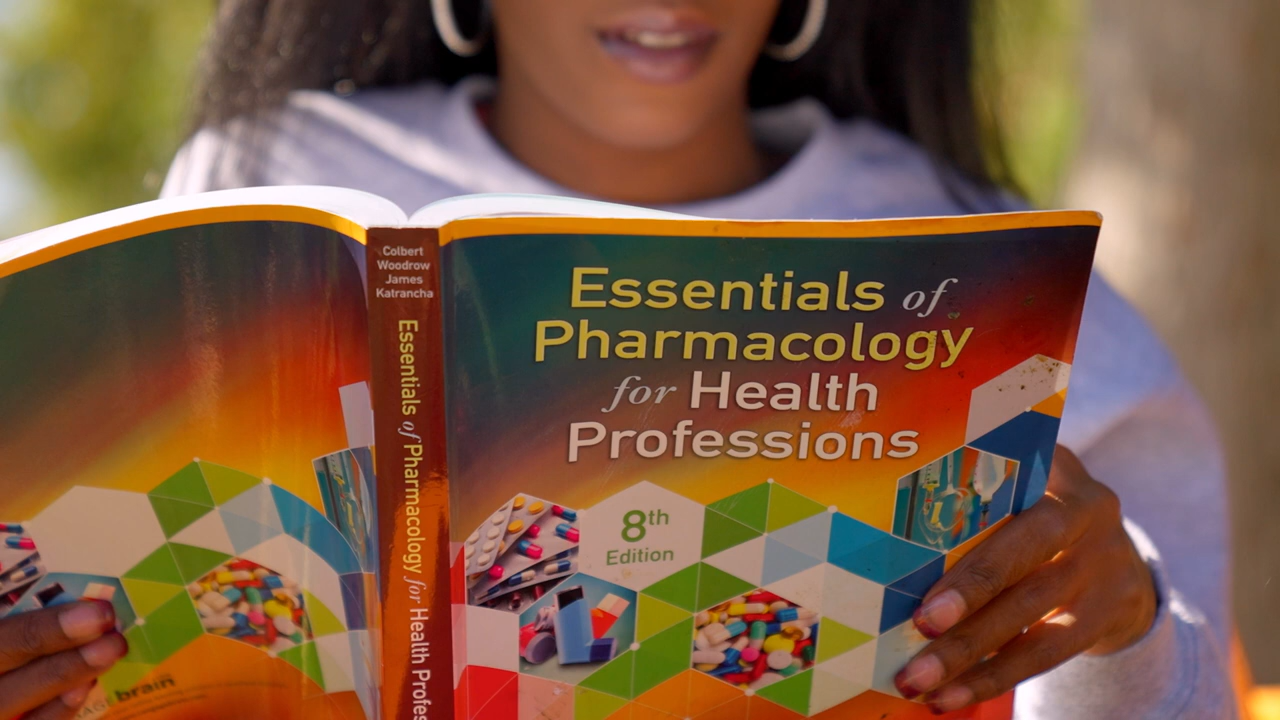 Colbert
Woodrow
James
Katrancha
Essentials of Pharmacology for Health Profes
Essentials of
Pharmacology
for Health
Professions
8th
Edition
brain